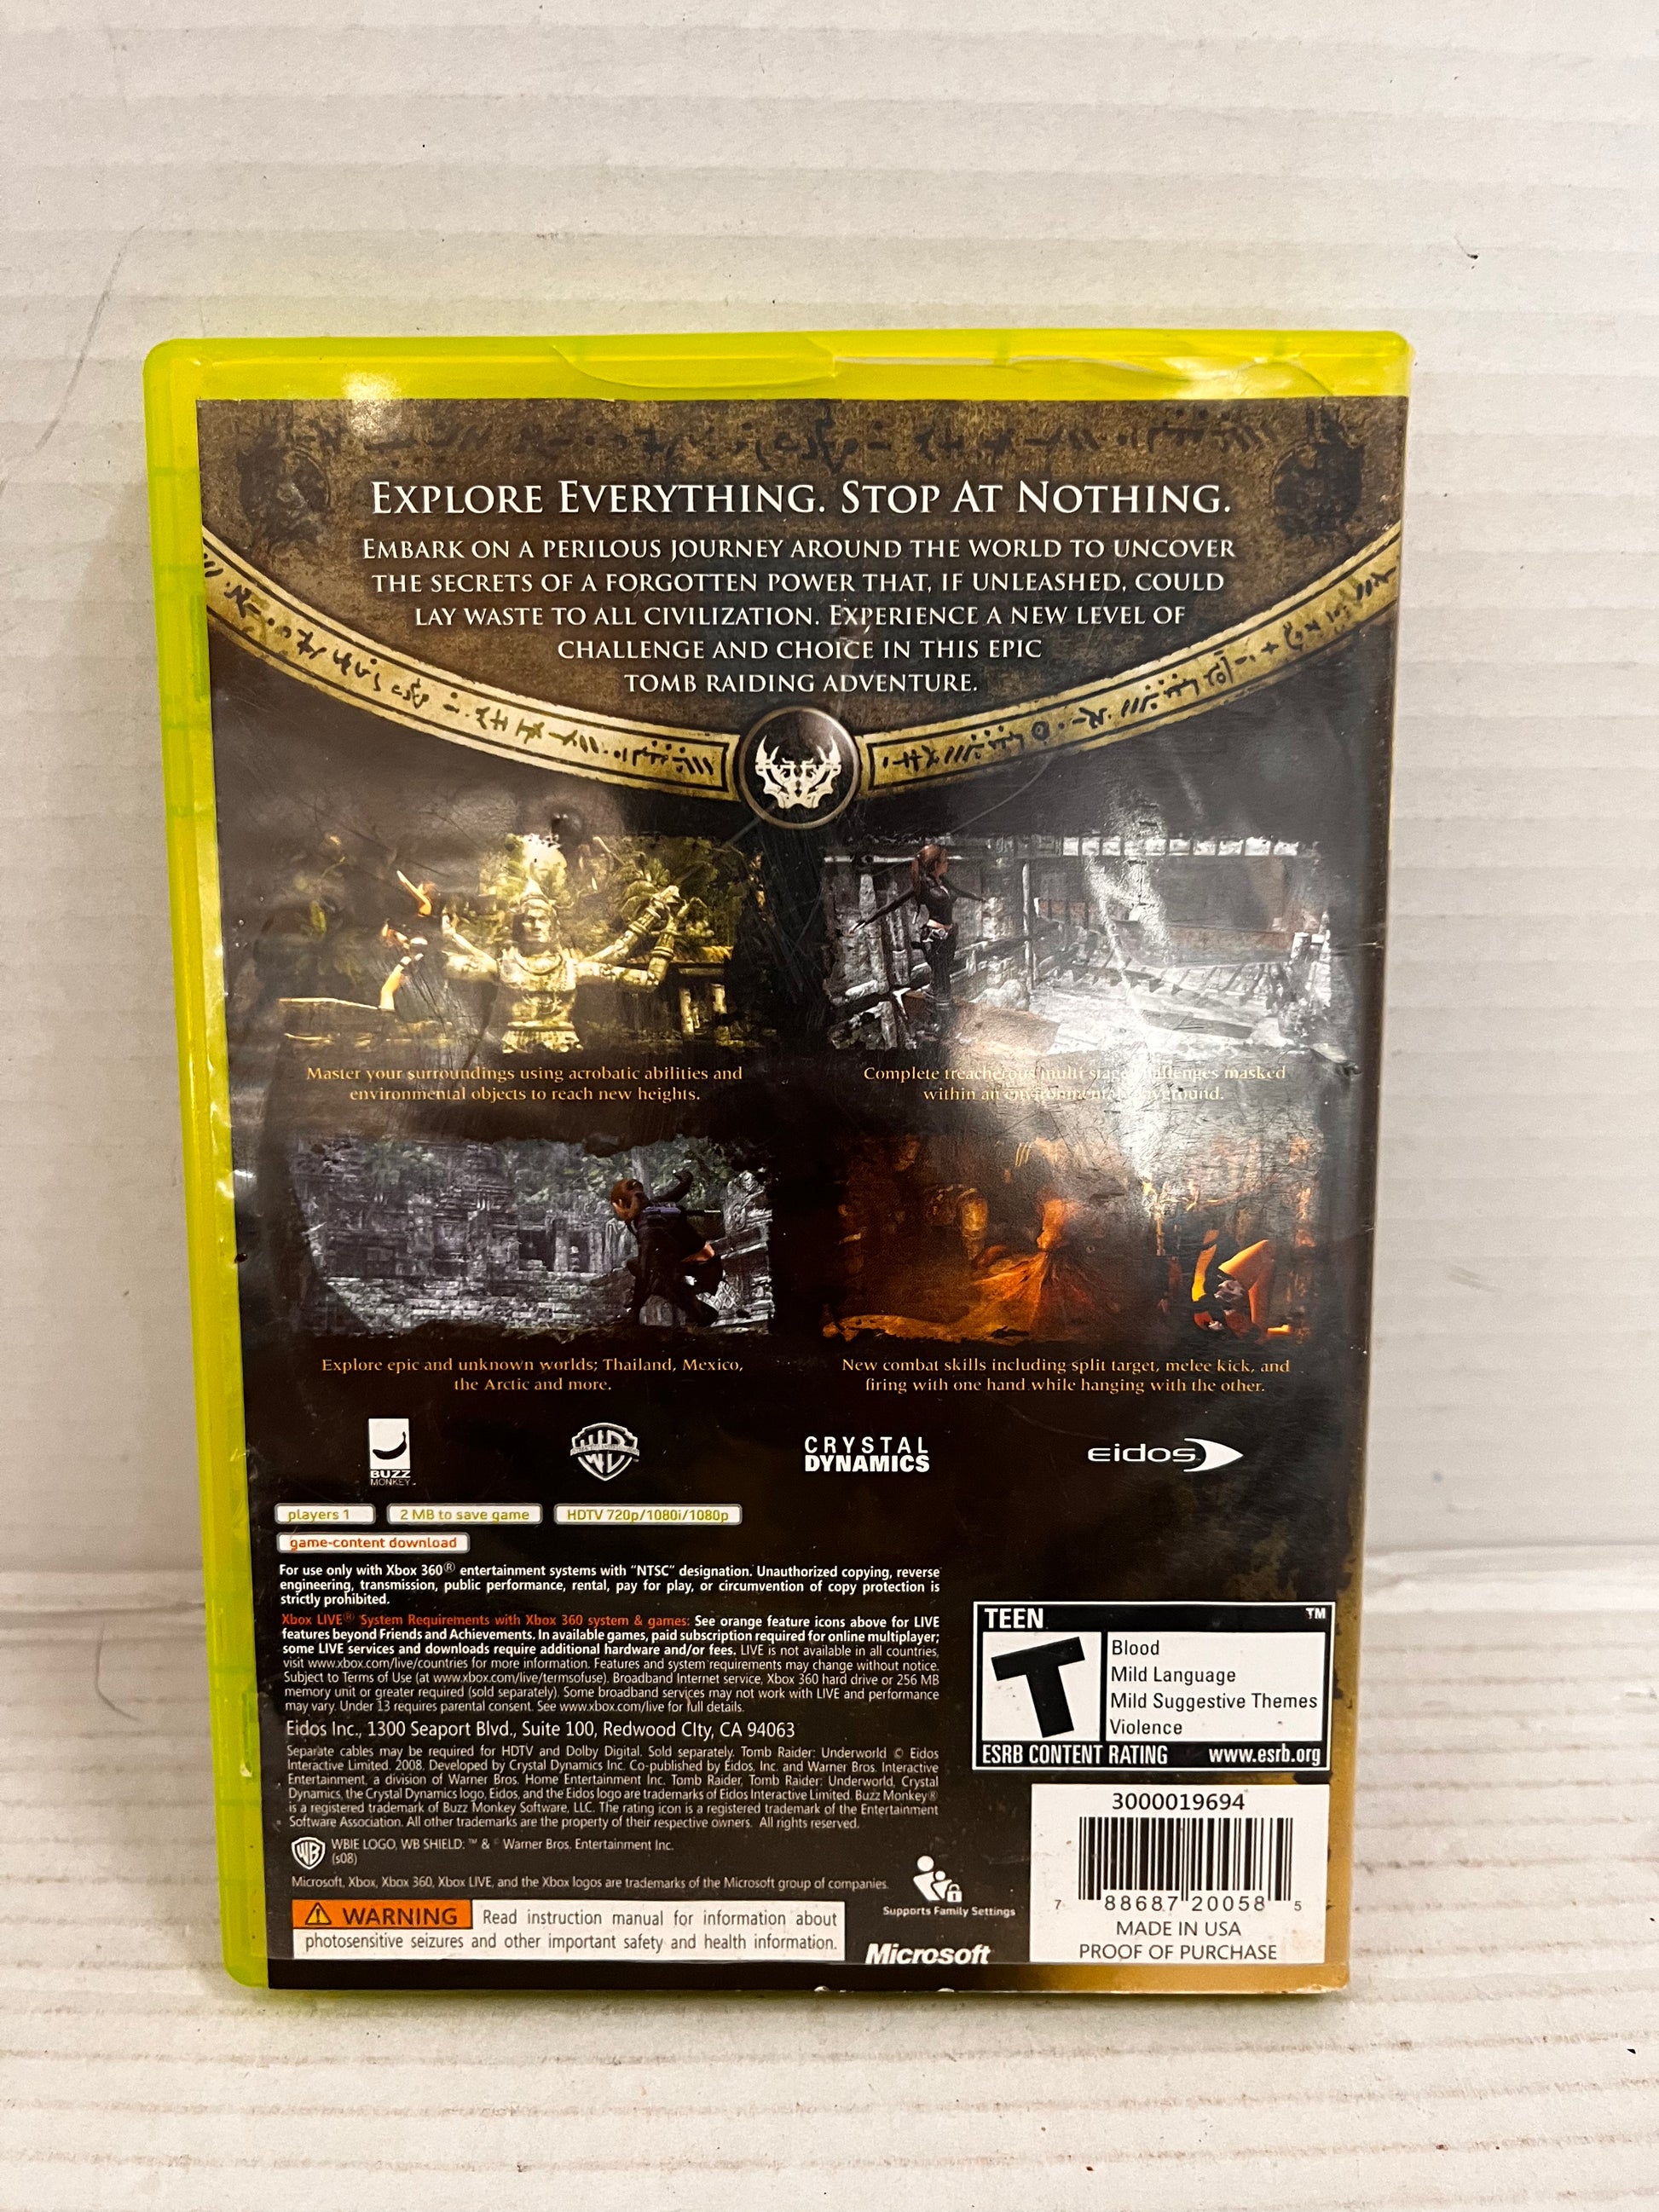 EXPLORE EVERYTHING. STOP AT NOTHING.
EMBARK ON A PERILOUS JOURNEY AROUND THE WORLD TO UNCOVER
THE SECRETS OF A FORGOTTEN POWER THAT, IF UNLEASHED, COULD
LAY WASTE TO ALL CIVILIZATION. EXPERIENCE A NEW LEVEL OF
CHALLENGE AND CHOICE IN THIS EPIC
TOMB RAIDING ADVENTURE.
Master your surroundings using acrobatic abilities and
environmental objects to reach new heights.
Complete treacherous multi stage challenges masked
within an environmental playground.
Explore epic and unknown worlds; Thailand, Mexico,
the Arctic and more.
New combat skills including split target, melee kick, and
firing with one hand while hanging with the other.
BUZZ
MONKEY
WB
CRYSTAL
DYNAMICS
eidos
players 1
2 MB to save game
HDTV 720p/1080i/1080p
game-content download
For use only with Xbox 360® entertainment systems with "NTSC" designation. Unauthorized copying, reverse
engineering, transmission, public performance, rental, pay for play, or circumvention of copy protection is
strictly prohibited.
Xbox LIVE® System Requirements with Xbox 360 system & games: See orange feature icons above for LIVE
features beyond Friends and Achievements. In available games, paid subscription required for online multiplayer;
some LIVE services and downloads require additional hardware and/or fees. LIVE is not available in all countries,
visit www.xbox.com/live/countries for more information. Features and system requirements may change without notice.
Subject to Terms of Use (at www.xbox.com/live/termsofuse). Broadband Internet service, Xbox 360 hard drive or 256 MB
memory unit or greater required (sold separately). Some broadband services may not work with LIVE and performance
may vary. Under 13 requires parental consent. See www.xbox.com/live for full details.
Eidos Inc., 1300 Seaport Blvd., Suite 100, Redwood CIty, CA 94063
Separate cables may be required for HDTV and Dolby Digital. Sold separately. Tomb Raider: Underworld © Eidos
Interactive Limited. 2008. Developed by Crystal Dynamics Inc. Co-published by Eidos, Inc. and Warner Bros. Interactive
Entertainment, a division of Warner Bros. Home Entertainment Inc. Tomb Raider, Tomb Raider: Underworld, Crystal
Dynamics, the Crystal Dynamics logo, Eidos, and the Eidos logo are trademarks of Eidos Interactive Limited. Buzz Monkey®
is a registered trademark of Buzz Monkey Software, LLC. The rating icon is a registered trademark of the Entertainment
Software Association. All other trademarks are the property of their respective owners. All rights reserved.
WB
WBIE LOGO, WB SHIELD: ™ & © Warner Bros. Entertainment Inc.
(s08)
Microsoft, Xbox, Xbox 360, Xbox LIVE, and the Xbox logos are trademarks of the Microsoft group of companies.
WARNING Read instruction manual for information about
photosensitive seizures and other important safety and health information.
Supports Family Settings
Microsoft
TEEN ™
T
Blood
Mild Language
Mild Suggestive Themes
Violence
ESRB CONTENT RATING www.esrb.org
3000019694
7 88687 20058 5
MADE IN USA
PROOF OF PURCHASE